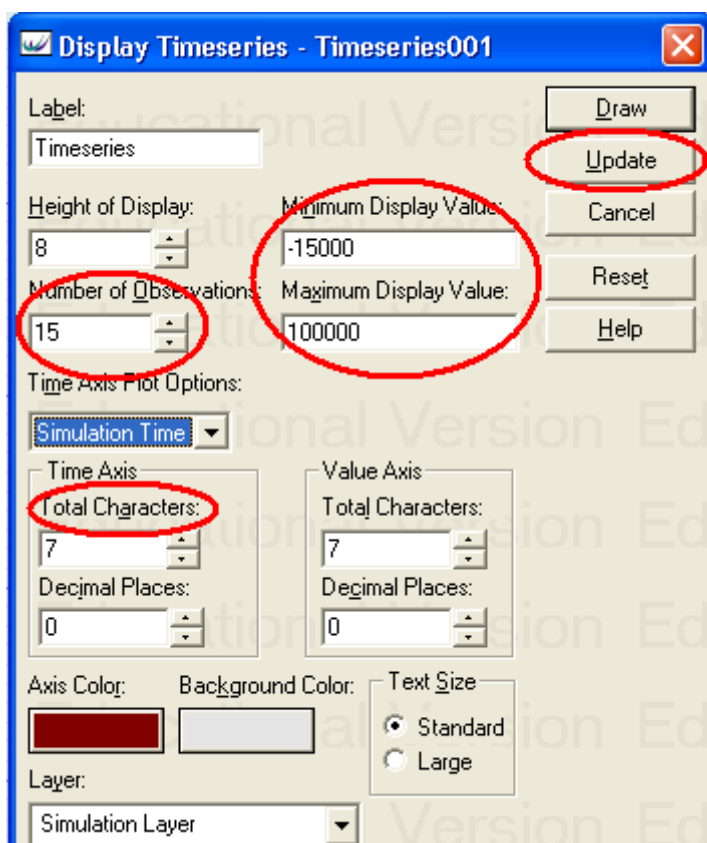 Display Timeseries - Timeseries001
Label:
Timeseries
Draw
Update
Cancel
Reset
Help
Height of Display:
8
Minimum Display Value:
-15000
Number of Observations:
15
Maximum Display Value:
100000
Time Axis Plot Options:
Simulation Time
Time Axis
Total Characters:
7
Decimal Places:
0
Value Axis
Total Characters:
7
Decimal Places:
0
Axis Color:
Background Color:
Text Size
Standard
Large
Layer:
Simulation Layer
Educational Version Ed